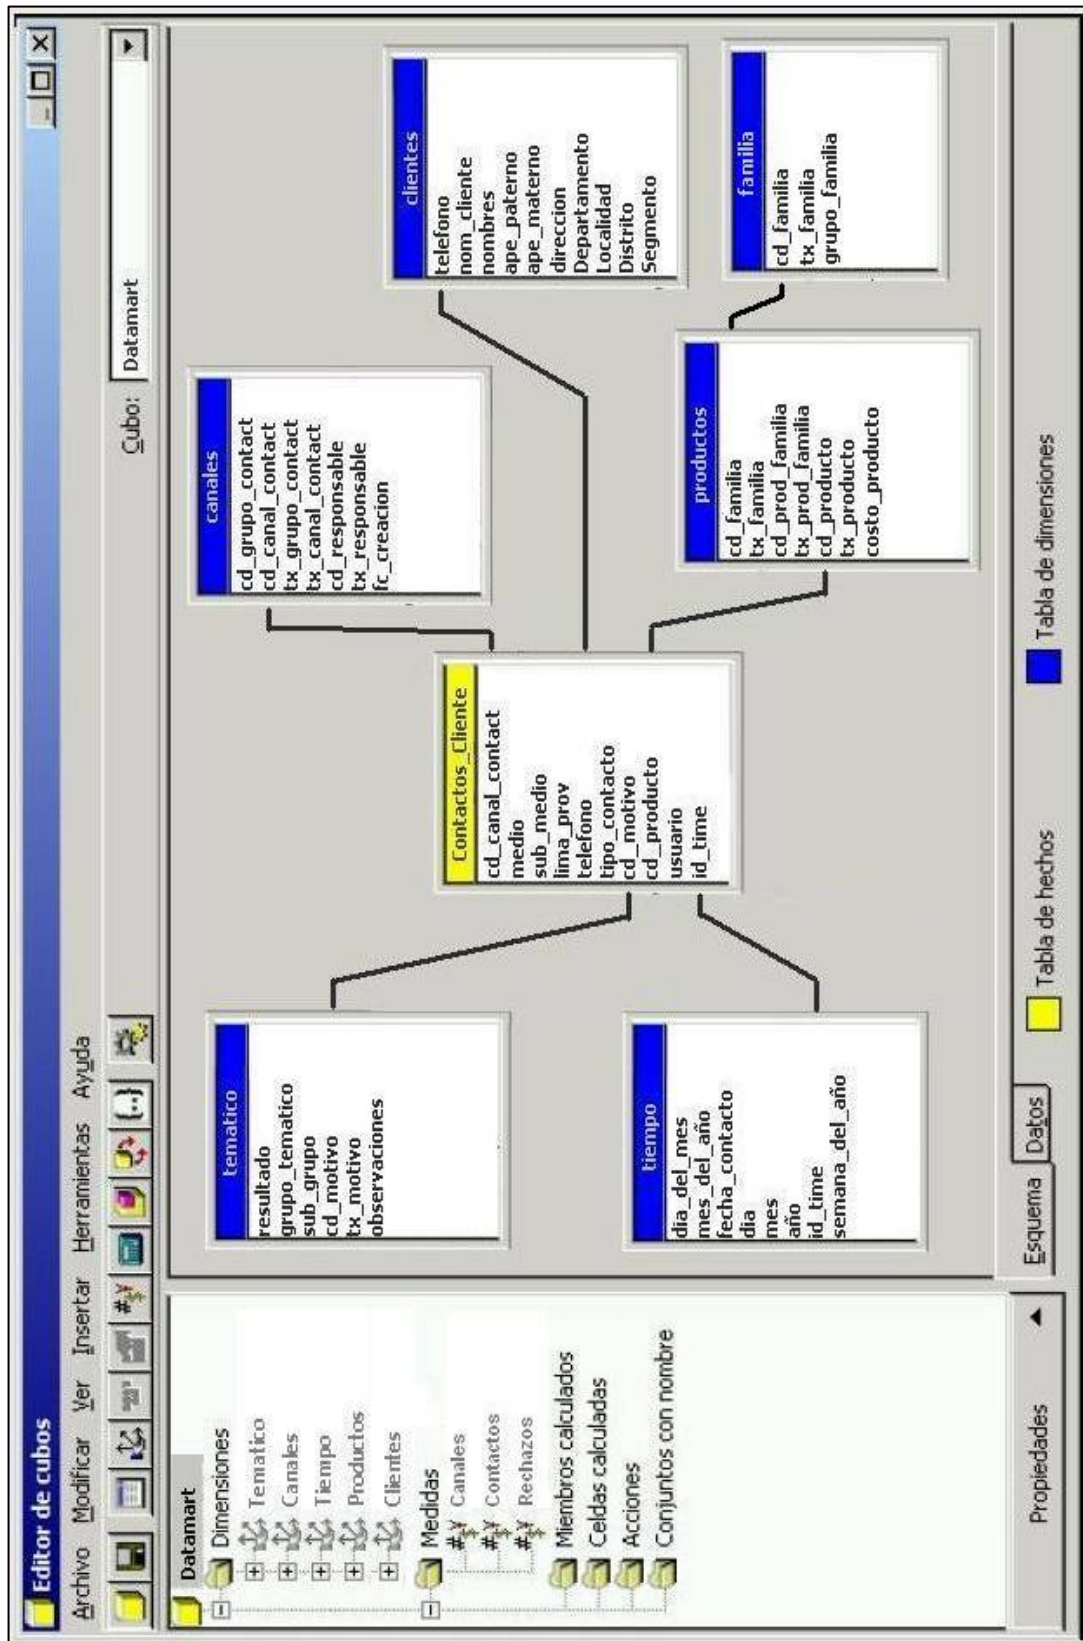 Editor de cubos
Archivo Modificar Ver Insertar Herramientas Ayuda
Cubo: Datamart
Datamart
Dimensiones
Tematico
Canales
Tiempo
Productos
Clientes
Medidas
Canales
Contactos
Rechazos
Miembros calculados
Celdas calculadas
Acciones
Conjuntos con nombre
Propiedades
tematico
resultado
grupo_tematico
sub_grupo
cd_motivo
tx_motivo
observaciones
tiempo
dia_del_mes
mes_del_año
fecha_contacto
dia
mes
año
id_time
semana_del_año
Contactos_Cliente
cd_canal_contact
medio
sub_medio
lima_prov
telefono
tipo_contacto
cd_motivo
cd_producto
usuario
id_time
canales
cd_grupo_contact
cd_canal_contact
tx_grupo_contact
tx_canal_contact
cd_responsable
tx_responsable
fc_creacion
clientes
telefono
nom_cliente
nombres
ape_paterno
ape_materno
direccion
Departamento
Localidad
Distrito
Segmento
productos
cd_familia
tx_familia
cd_prod_familia
tx_prod_familia
cd_producto
tx_producto
costo_producto
familia
cd_familia
tx_familia
grupo_familia
Esquema Datos
Tabla de hechos
Tabla de dimensiones